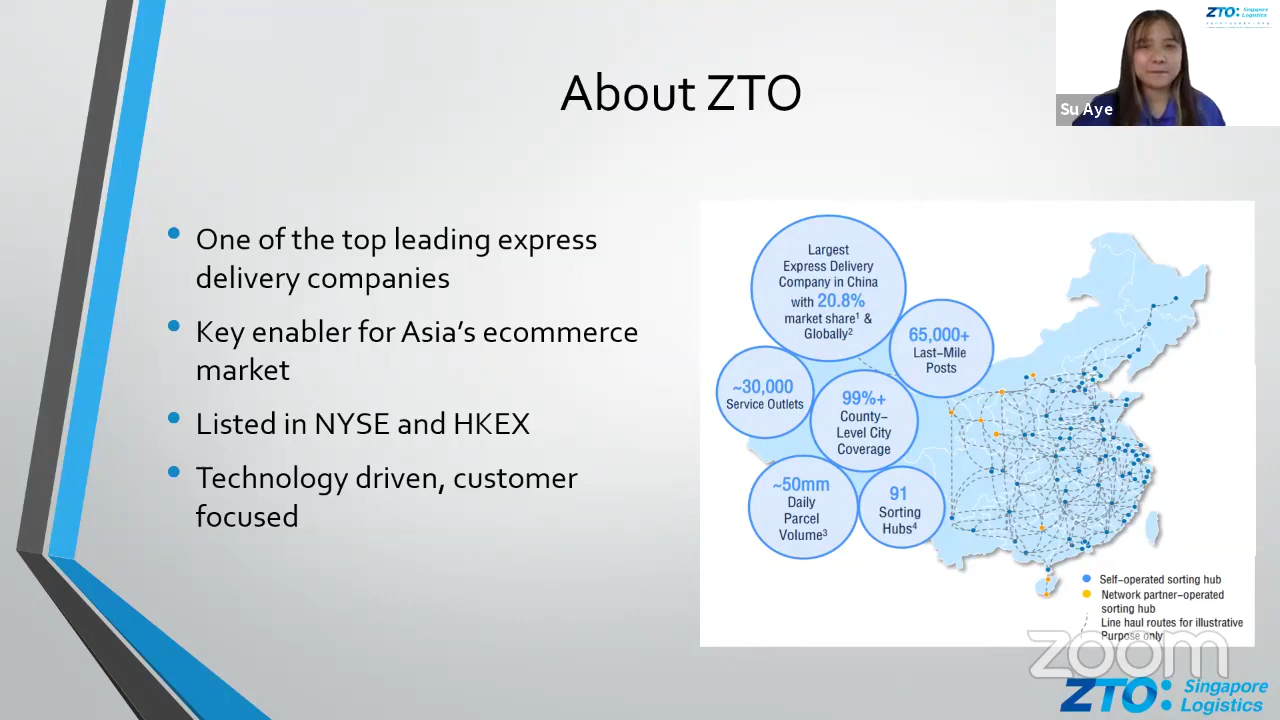 About ZTO
ZTO: Singapore
Logistics
Su Aye
One of the top leading express
delivery companies
Key enabler for Asia's ecommerce
market
Listed in NYSE and HKEX
Technology driven, customer
focused
Largest
Express Delivery
Company in China
with 20.8%
market share¹ &
Globally²
65,000+
Last-Mile
Posts
~30,000
Service Outlets
99%+
County-
Level City
Coverage
~50mm
Daily
Parcel
Volume³
91
Sorting
Hubs⁴
Self-operated sorting hub
Network partner-operated
sorting hub
Line haul routes for illustrative
Purpose only
zoom
ZTO: Singapore
Logistics